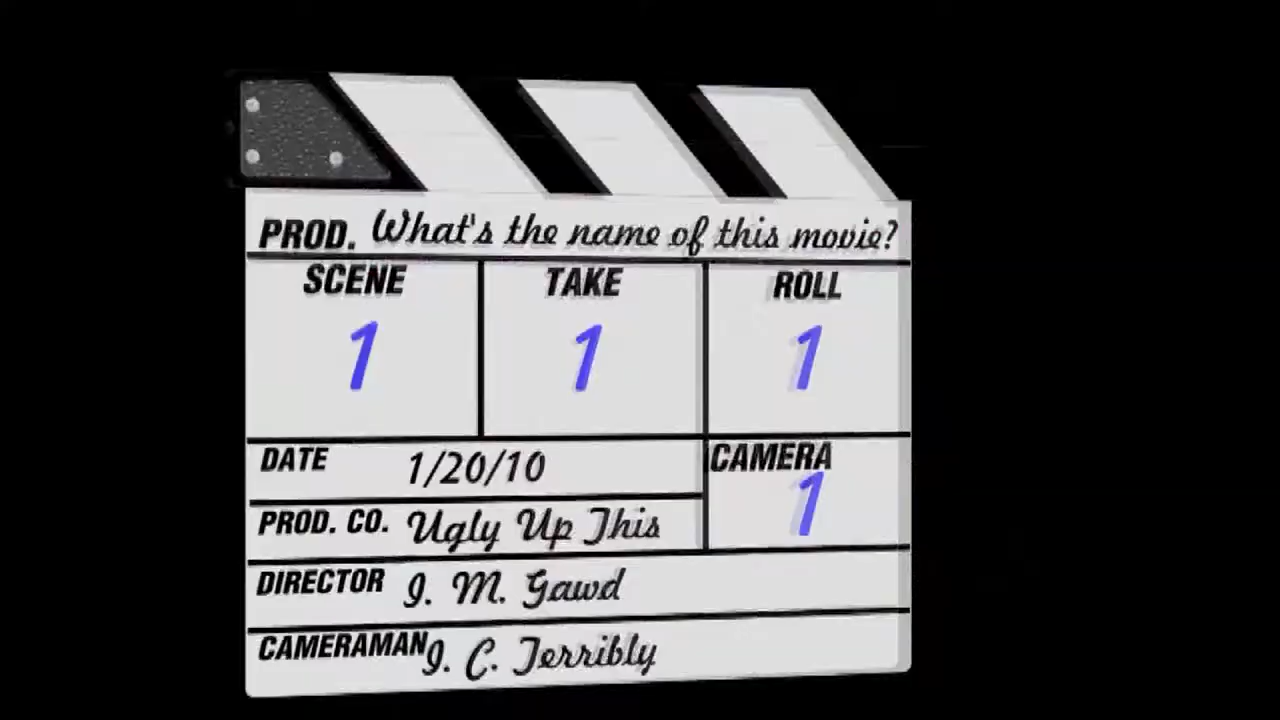 PROD. What's the name of this movie?
SCENE TAKE ROLL
1 1 1
DATE 1/20/10 CAMERA
1
PROD. CO. Ugly Up This
DIRECTOR I. M. Gawd
CAMERAMAN I. C. Terribly